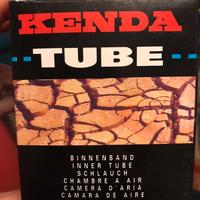 KENDA
TUBE
BINNENBAND
INNER TUBE
SCHLAUCH
CHAMBRE A AIR
CAMERA D'ARIA
CAMARA DE AIRE